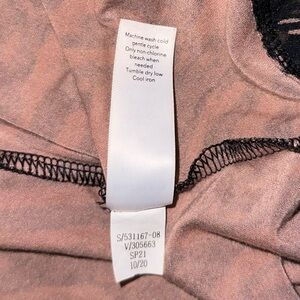 Machine wash cold
gentle cycle
Only non-chlorine
bleach when
needed
Tumble dry low
Cool iron
S/531167-08
V/305663
SP21
10/20